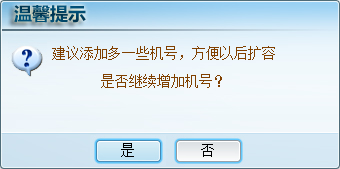 温馨提示
建议添加多一些机号，方便以后扩容
是否继续增加机号？
是
否